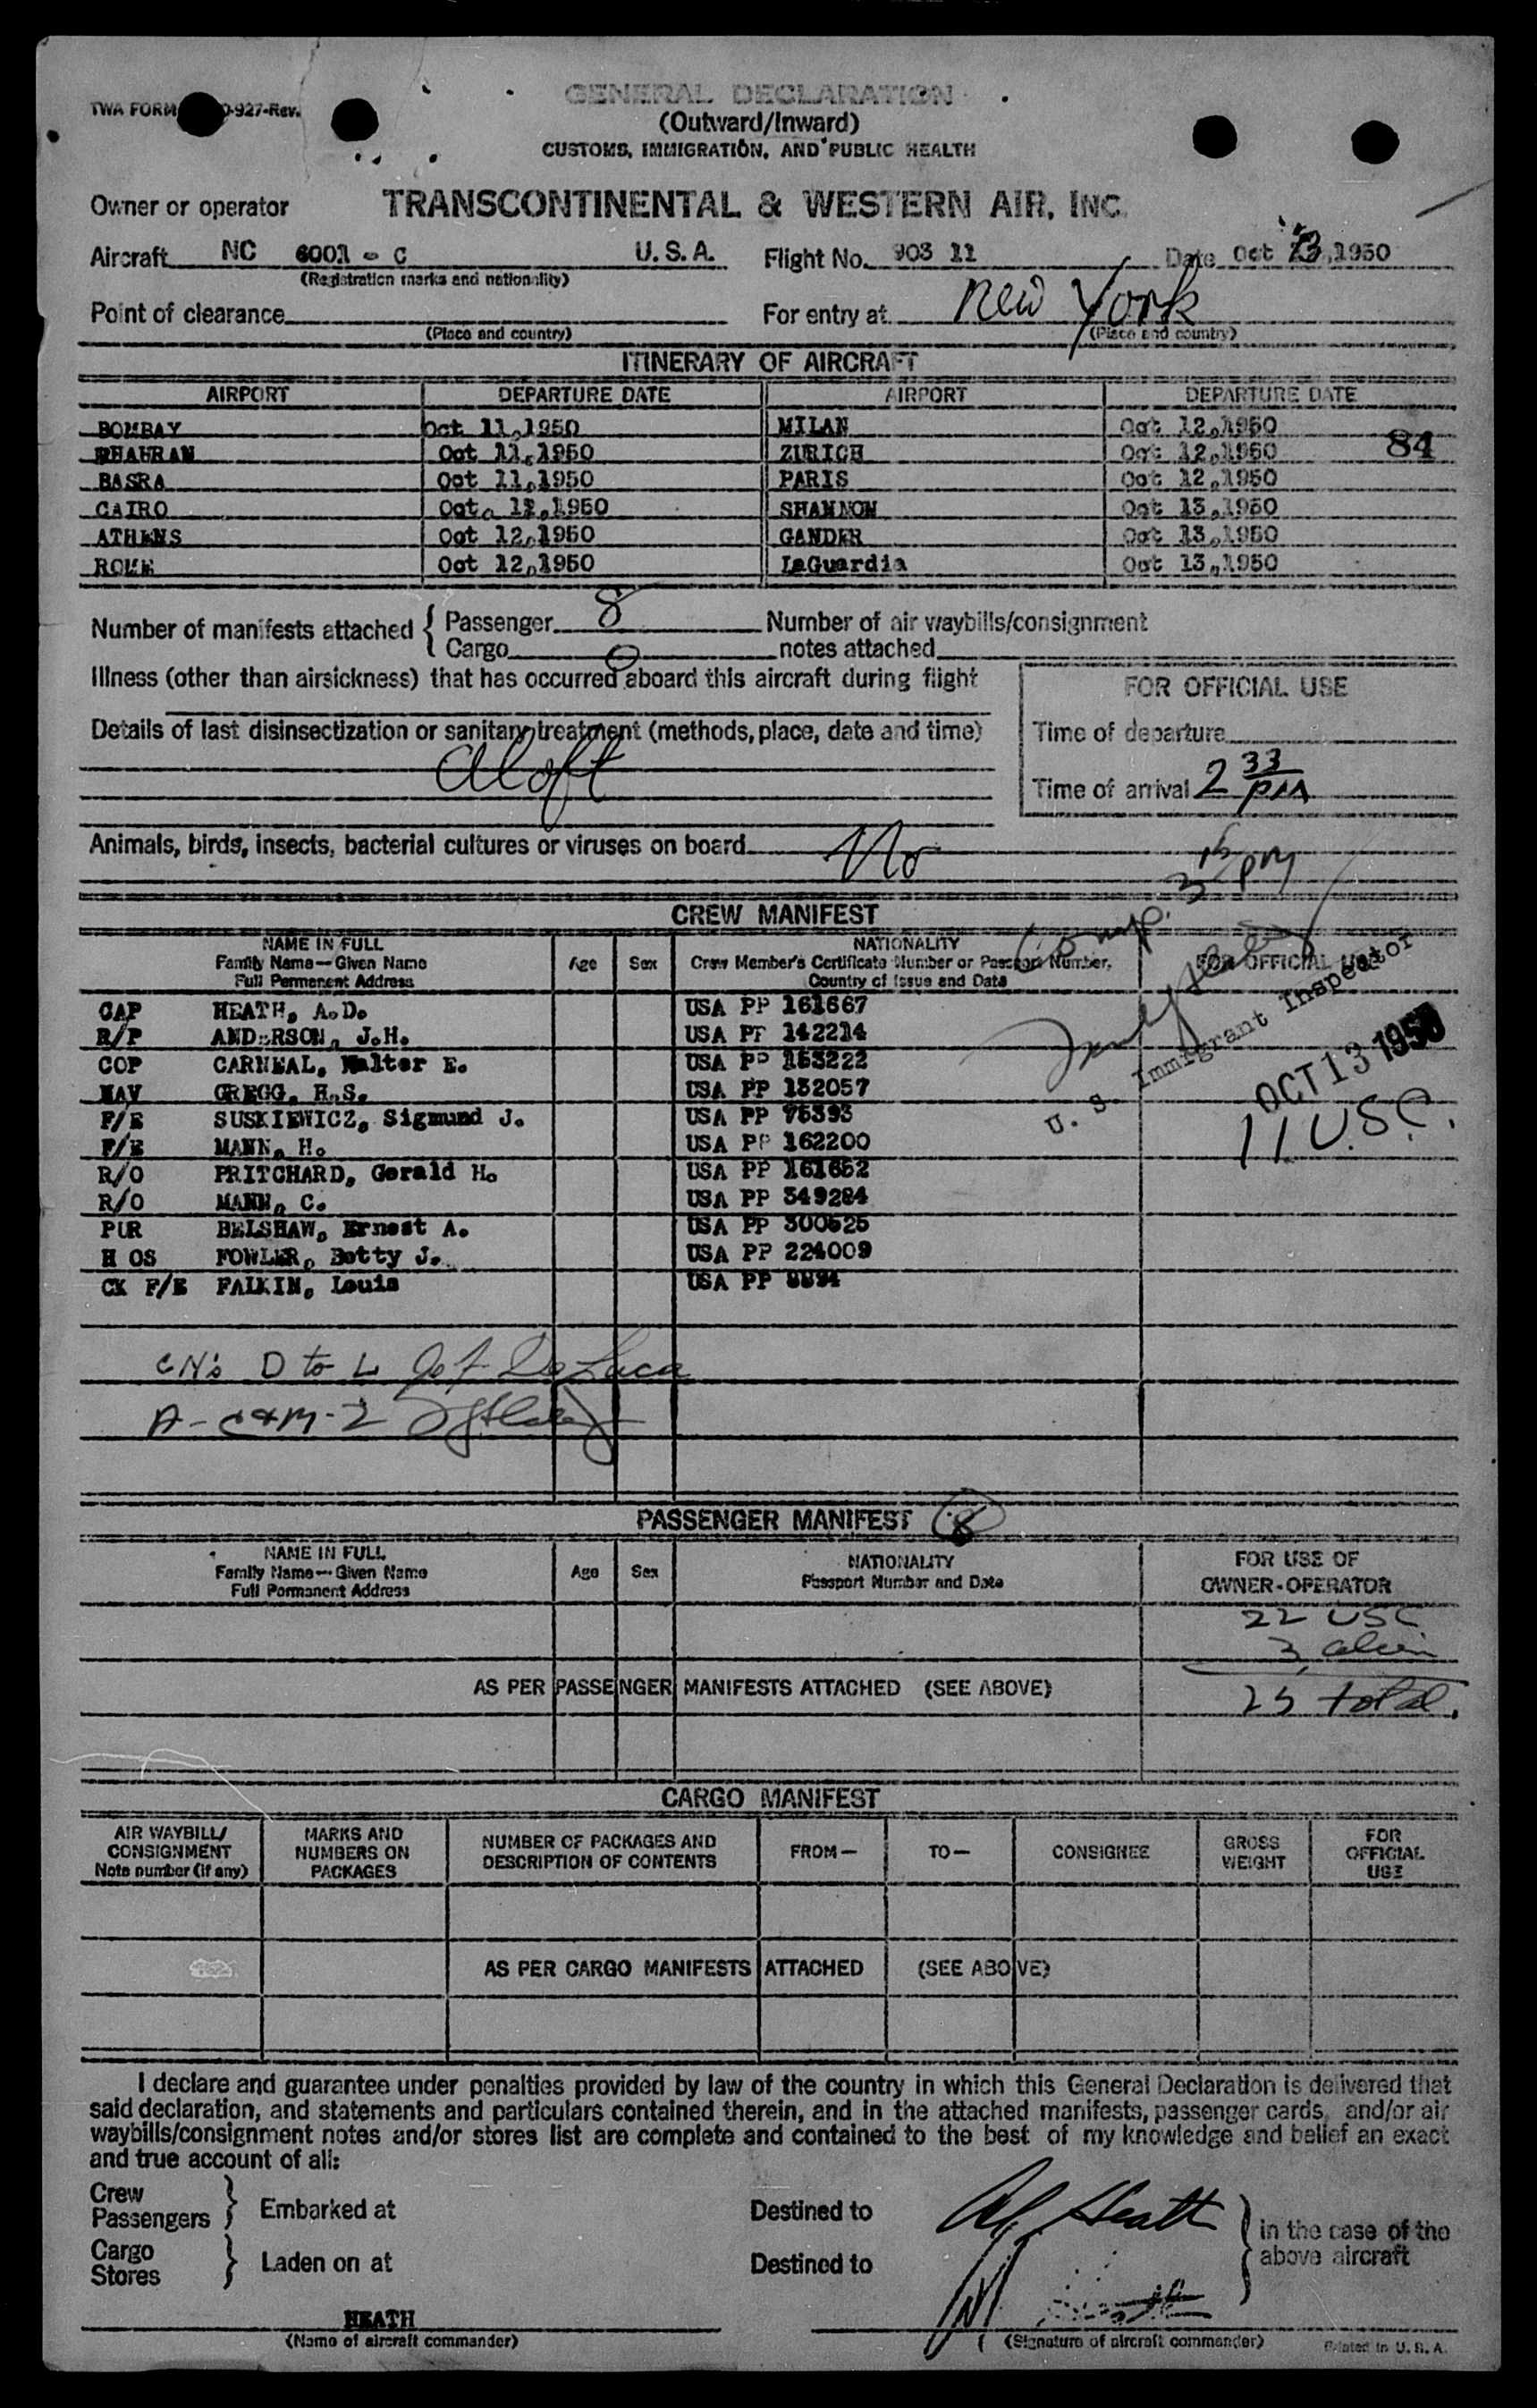 TWA FORM -927-Rev.
GENERAL DECLARATION
(Outward/Inward)
CUSTOMS, IMMIGRATION, AND PUBLIC HEALTH
Owner or operator TRANSCONTINENTAL & WESTERN AIR, INC.
Aircraft NC 6001 - C U.S.A. Flight No. 903 11 Date Oct 13, 1950
(Registration marks and nationality)
Point of clearance For entry at New York
(Place and country) (Place and country)
ITINERARY OF AIRCRAFT
AIRPORT DEPARTURE DATE AIRPORT DEPARTURE DATE
BOMBAY Oct 11,1950 MILAN Oct 12,1950
DHAHRAN Oct 11,1950 ZURICH Oct 12,1950 84
BASRA Oct 11,1950 PARIS Oct 12,1950
CAIRO Oct. 12,1950 SHANNON Oct 13,1950
ATHENS Oct 12,1950 GANDER Oct 13,1950
ROME Oct 12,1950 LaGuardia Oct 13,1950
Number of manifests attached { Passenger 8 Number of air waybills/consignment
Cargo 0 notes attached
Illness (other than airsickness) that has occurred aboard this aircraft during flight
FOR OFFICIAL USE
Details of last disinsectization or sanitary treatment (methods, place, date and time)
Time of departure
Aloft
Time of arrival 2 33 PM
Animals, birds, insects, bacterial cultures or viruses on board No
Comp. 3 15 PM
CREW MANIFEST
NAME IN FULL
Family Name—Given Name
Full Permanent Address
Age Sex
NATIONALITY
Crew Member's Certificate Number or Passport Number,
Country of Issue and Date
FOR OFFICIAL USE
U. S. Immigrant Inspector
OCT 13 1950
11 U.S.C.
CAP HEATH, A.D. USA PP 161667
R/P ANDERSON, J.H. USA PP 142214
COP CARNEAL, Walter E. USA PP 153222
NAV GREGG, H.S. USA PP 132057
F/E SUSKIEWICZ, Sigmund J. USA PP 75393
F/E MANN, H. USA PP 162200
R/O PRITCHARD, Gerald H. USA PP 161652
R/O MANN, C. USA PP 349284
PUR BELSHAW, Ernest A. USA PP 300525
H OS FOWLER, Betty J. USA PP 224009
CK F/E FALKIN, Louis USA PP
CN's D to L Jos. F. DeLuca
A-C&M-Z
PASSENGER MANIFEST 8
NAME IN FULL
Family Name—Given Name
Full Permanent Address
Age Sex
NATIONALITY
Passport Number and Date
FOR USE OF
OWNER-OPERATOR
22 USC
3 alien
AS PER PASSENGER MANIFESTS ATTACHED (SEE ABOVE)
25 total.
CARGO MANIFEST
AIR WAYBILL/
CONSIGNMENT
Note number (if any)
MARKS AND
NUMBERS ON
PACKAGES
NUMBER OF PACKAGES AND
DESCRIPTION OF CONTENTS
FROM— TO— CONSIGNEE
GROSS
WEIGHT
FOR
OFFICIAL
USE
AS PER CARGO MANIFESTS ATTACHED (SEE ABOVE)
I declare and guarantee under penalties provided by law of the country in which this General Declaration is delivered that
said declaration, and statements and particulars contained therein, and in the attached manifests, passenger cards, and/or air
waybills/consignment notes and/or stores list are complete and contained to the best of my knowledge and belief an exact
and true account of all:
Crew
Passengers } Embarked at Destined to
Cargo
Stores } Laden on at Destined to
} in the case of the
above aircraft
Heath
HEATH
(Name of aircraft commander) (Signature of aircraft commander) Printed in U. S. A.